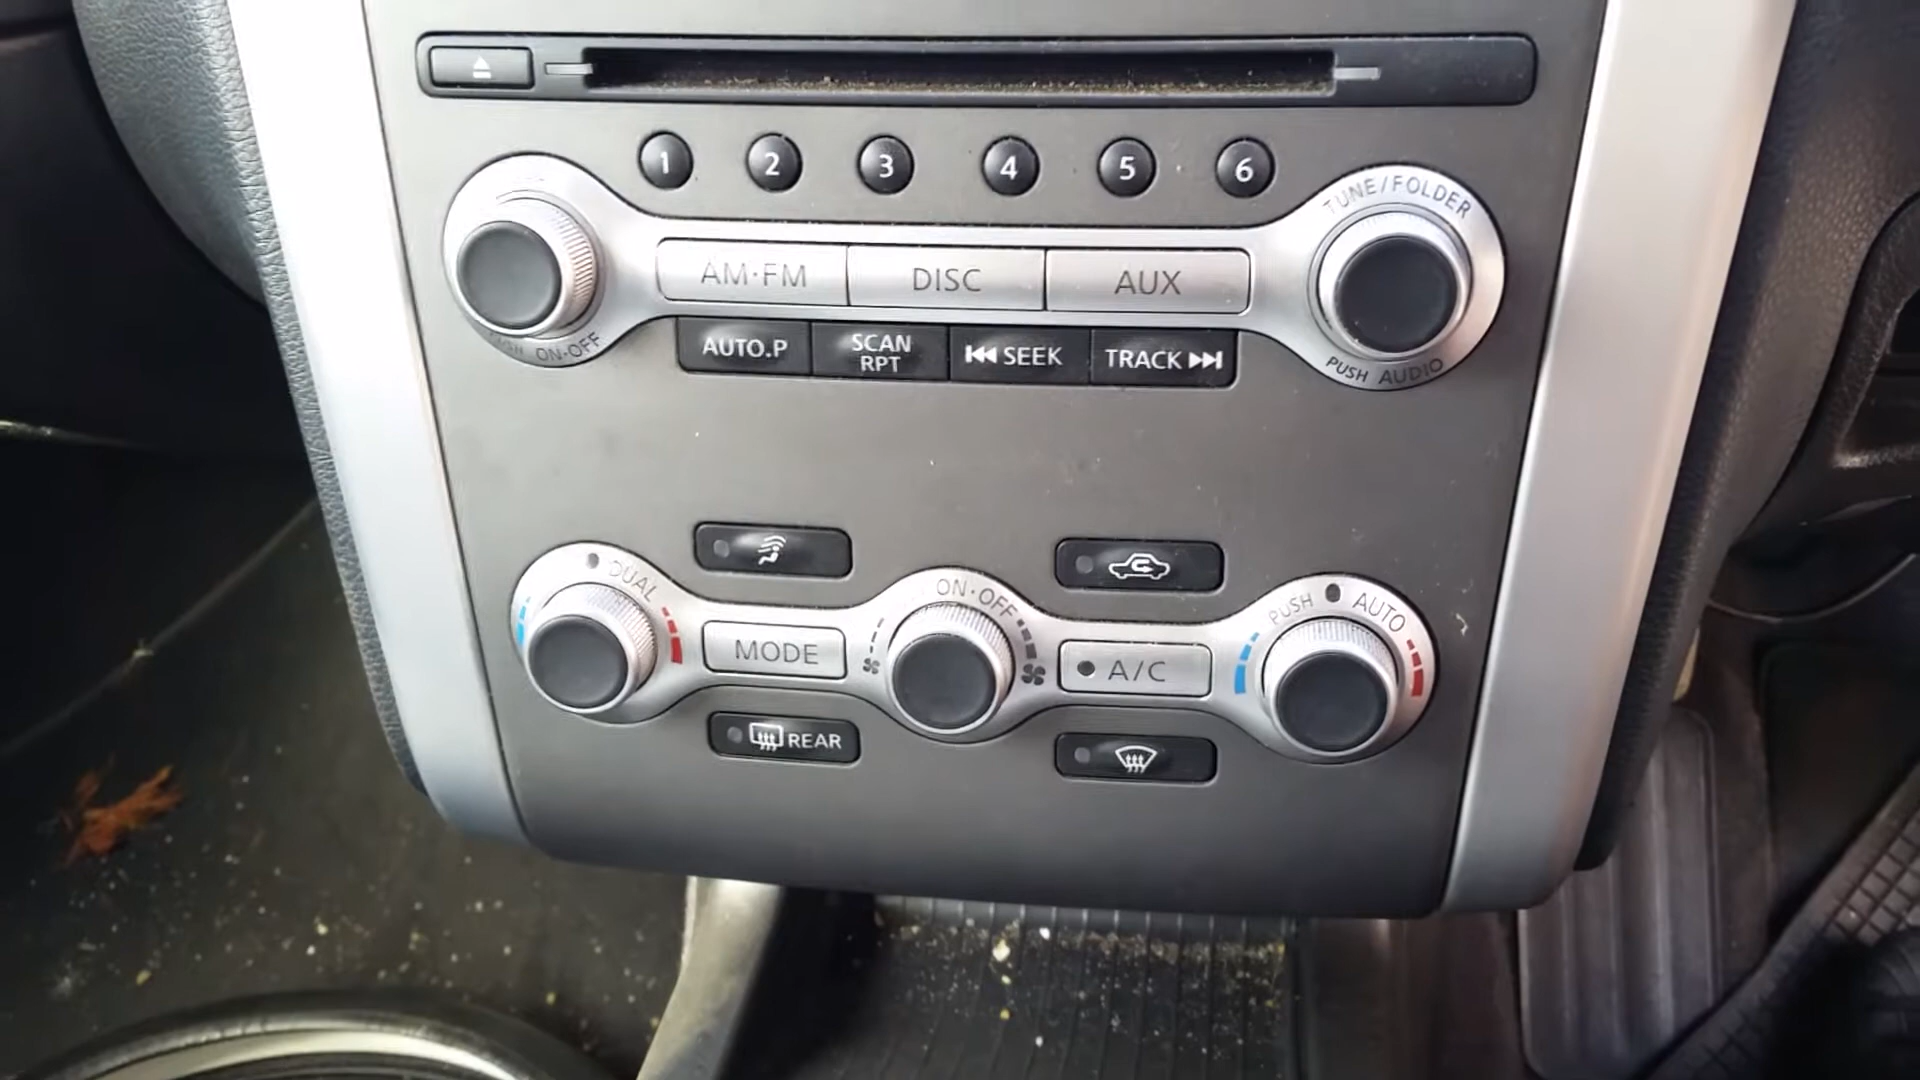 1 2 3 4 5 6
TUNE/FOLDER
AM·FM DISC AUX
PUSH ON·OFF
AUTO.P SCAN RPT SEEK TRACK
PUSH AUDIO
DUAL
ON·OFF
PUSH AUTO
MODE
A/C
REAR